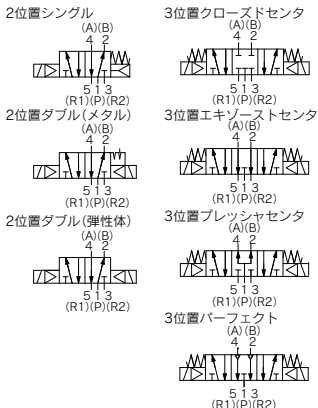 2位置シングル
(A)(B)
4 2
5 1 3
(R1)(P)(R2)
2位置ダブル(メタル)
(A)(B)
4 2
5 1 3
(R1)(P)(R2)
2位置ダブル(弾性体)
(A)(B)
4 2
5 1 3
(R1)(P)(R2)
3位置クローズドセンタ
(A)(B)
4 2
5 1 3
(R1)(P)(R2)
3位置エキゾーストセンタ
(A)(B)
4 2
5 1 3
(R1)(P)(R2)
3位置プレッシャセンタ
(A)(B)
4 2
5 1 3
(R1)(P)(R2)
3位置パーフェクト
(A)(B)
4 2
5 1 3
(R1)(P)(R2)